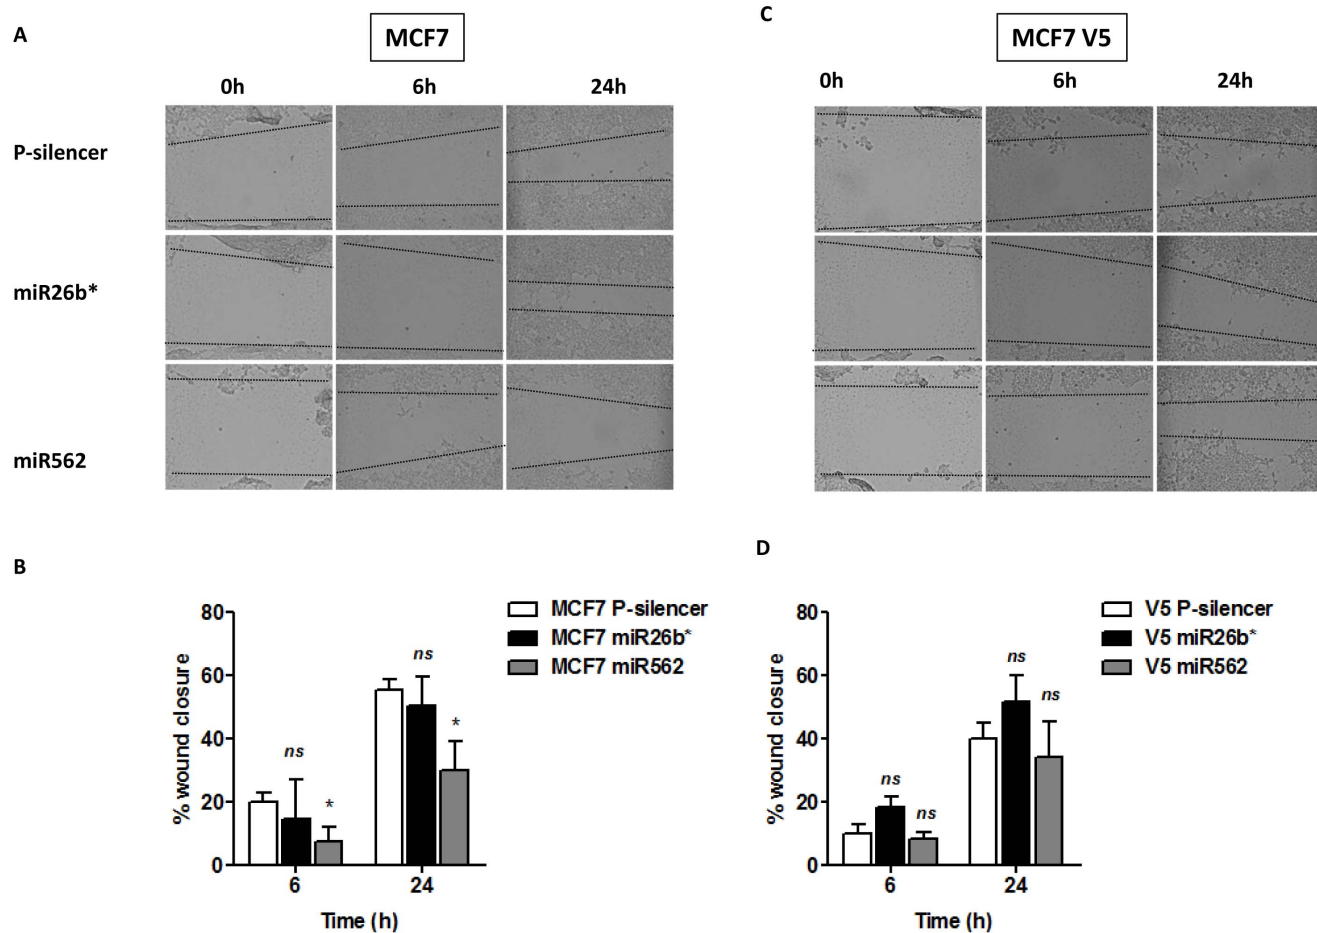 A
MCF7
0h 6h 24h
P-silencer
miR26b*
miR562
C
MCF7 V5
0h 6h 24h
B
MCF7 P-silencer
MCF7 miR26b*
MCF7 miR562
% wound closure
80
60
40
20
0
ns
*
ns
*
6 24
Time (h)
D
V5 P-silencer
V5 miR26b*
V5 miR562
% wound closure
80
60
40
20
0
ns
ns
ns
ns
6 24
Time (h)